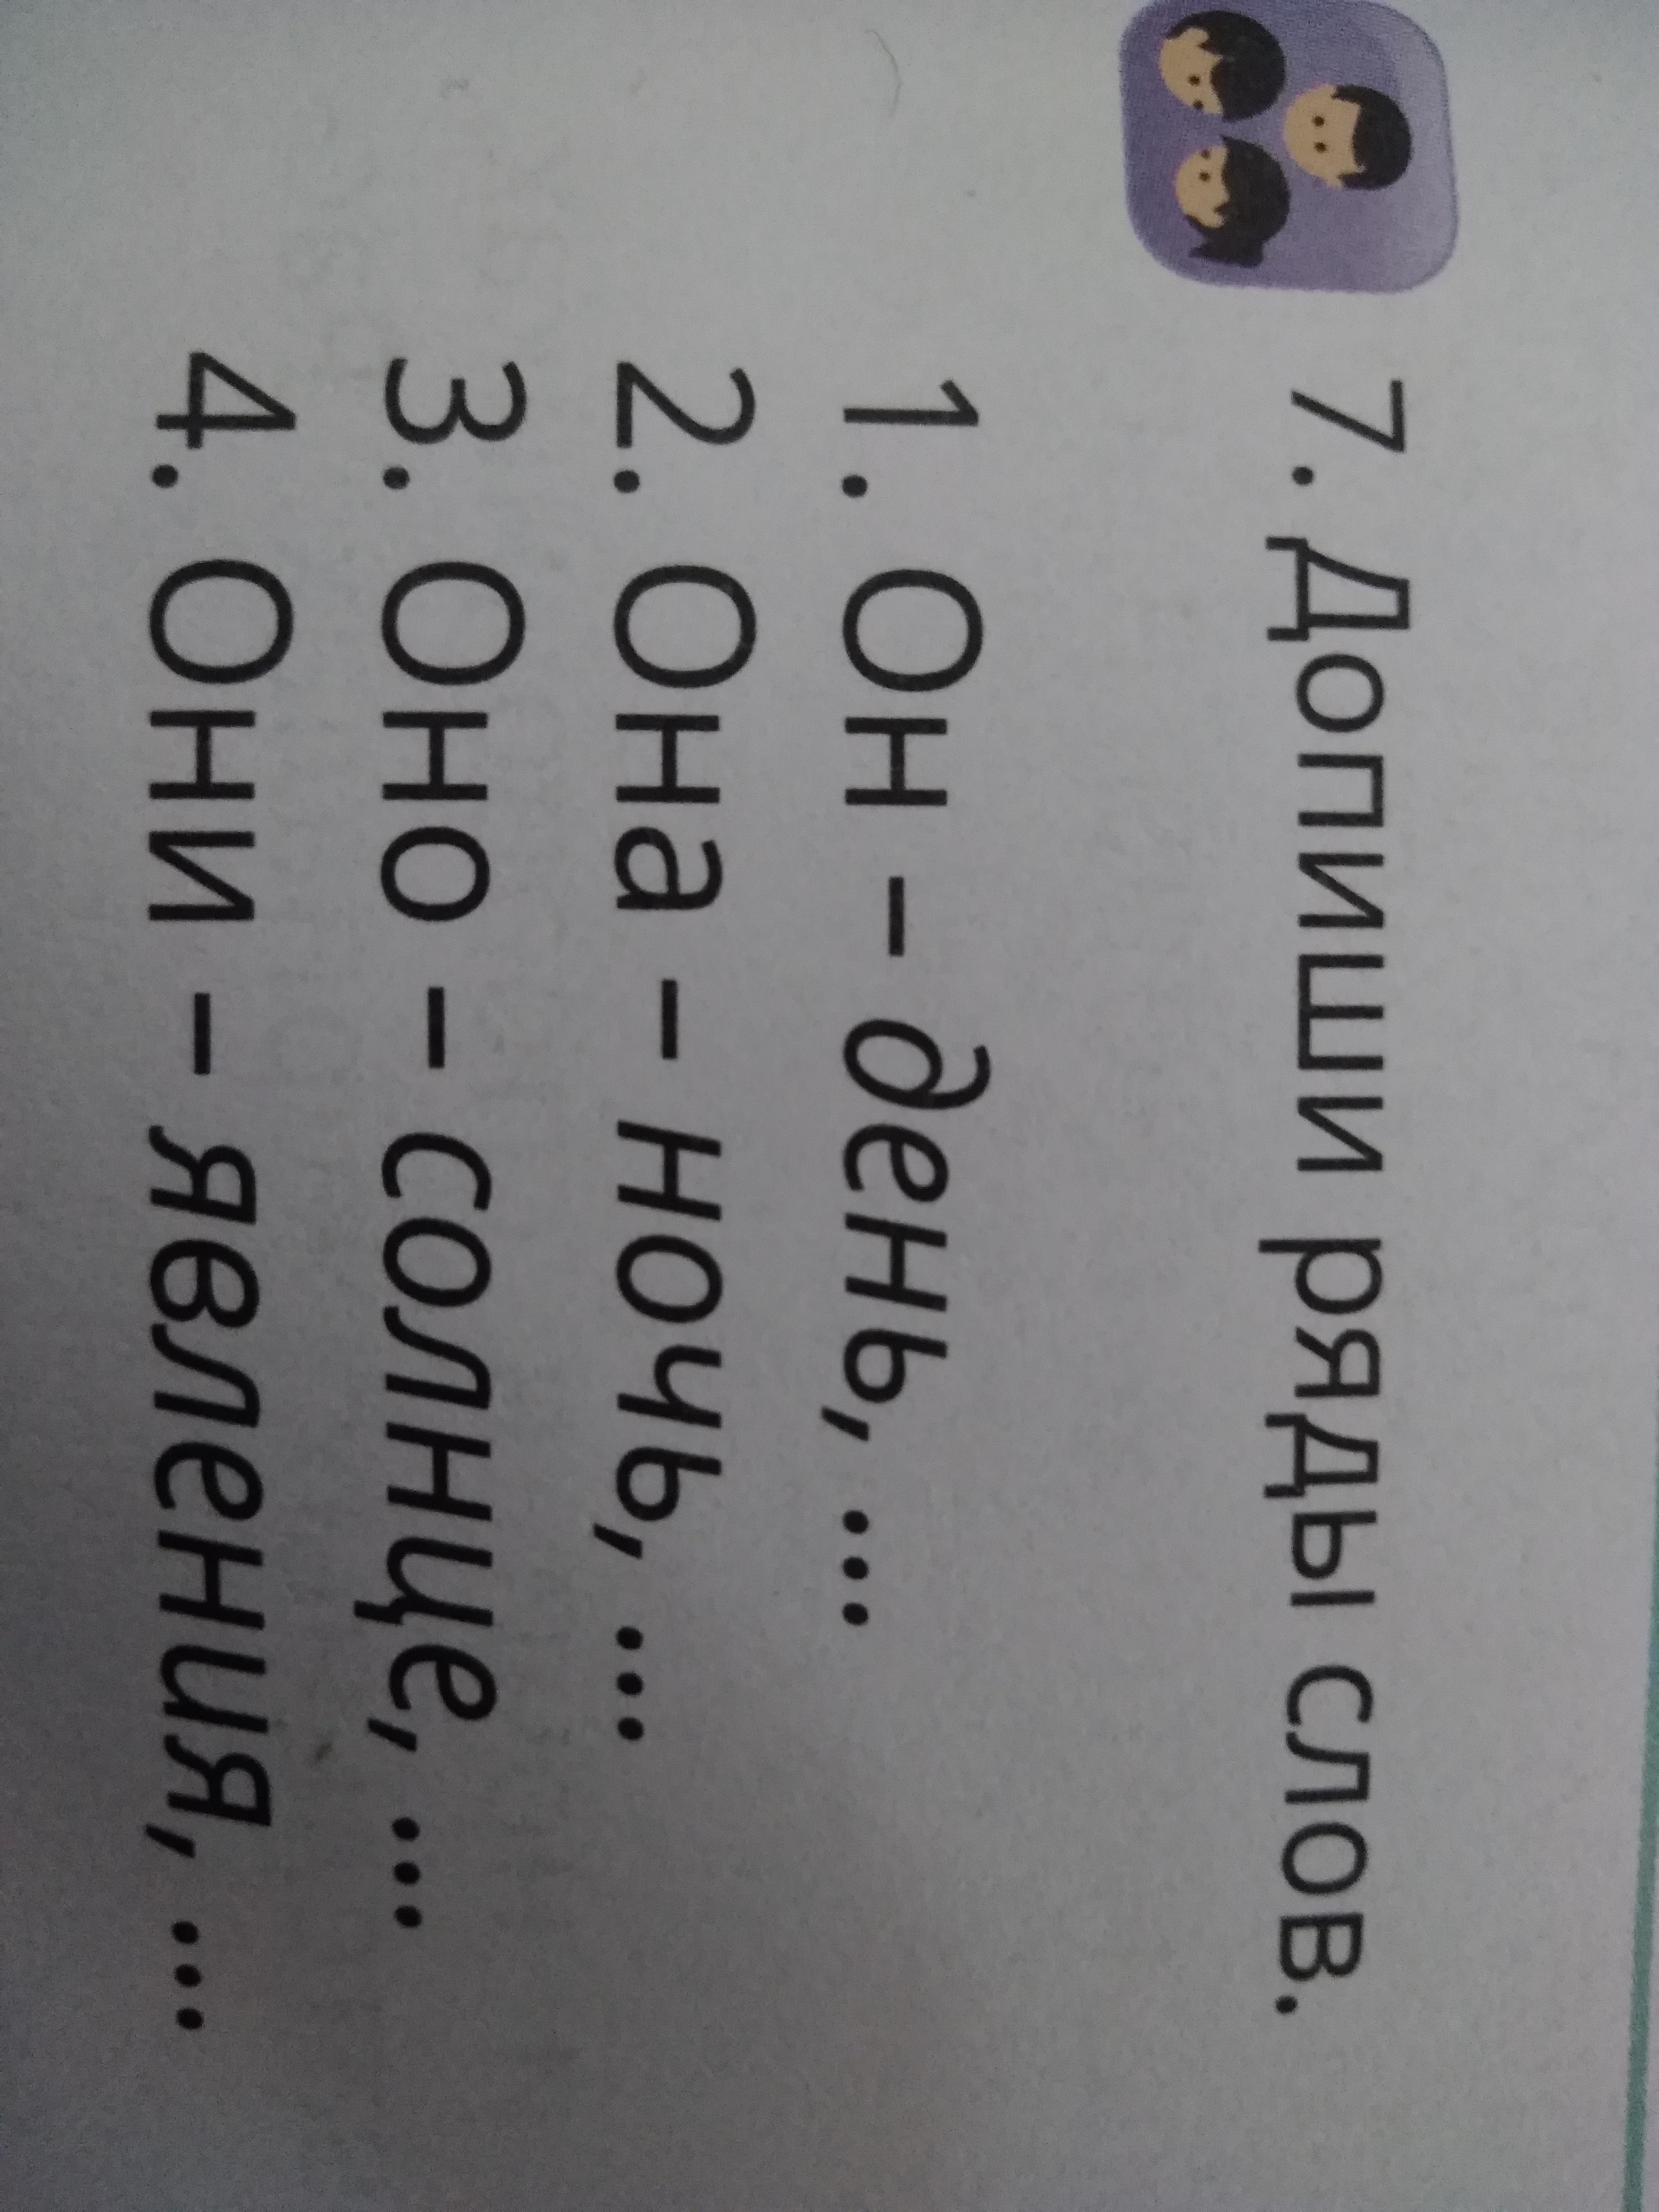 7. Допиши ряды слов.
1. Он – день, ...
2. Она – ночь, ...
3. Оно – солнце, ...
4. Они – явления, ...